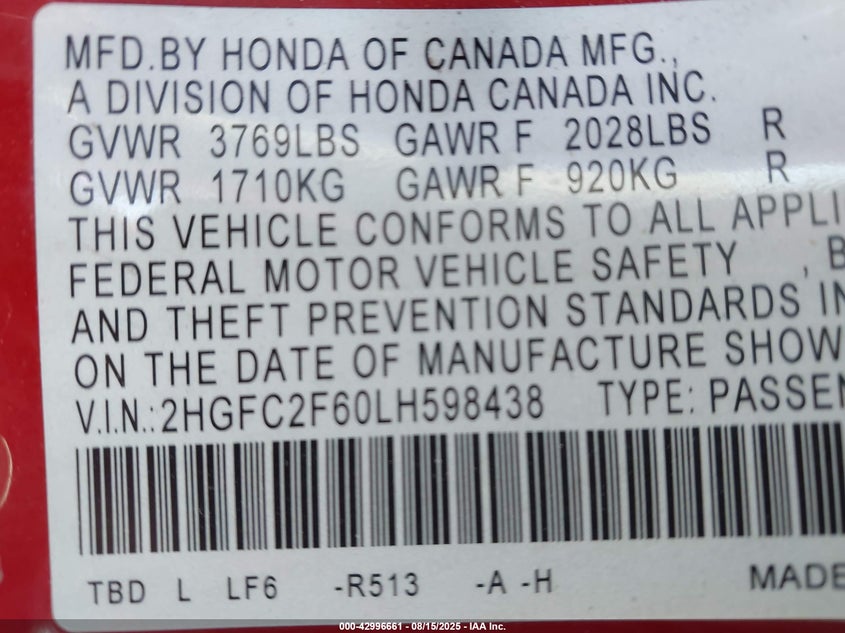 MFD.BY HONDA OF CANADA MFG.,
A DIVISION OF HONDA CANADA INC.
GVWR 3769LBS GAWR F 2028LBS R
GVWR 1710KG GAWR F 920KG R
THIS VEHICLE CONFORMS TO ALL APPLI
FEDERAL MOTOR VEHICLE SAFETY , B
AND THEFT PREVENTION STANDARDS IN
ON THE DATE OF MANUFACTURE SHOW
V.I.N.:2HGFC2F60LH598438 TYPE: PASSEN
TBD L LF6 -R513 -A -H MADE
000-42996661 - 08/15/2025 - IAA Inc.